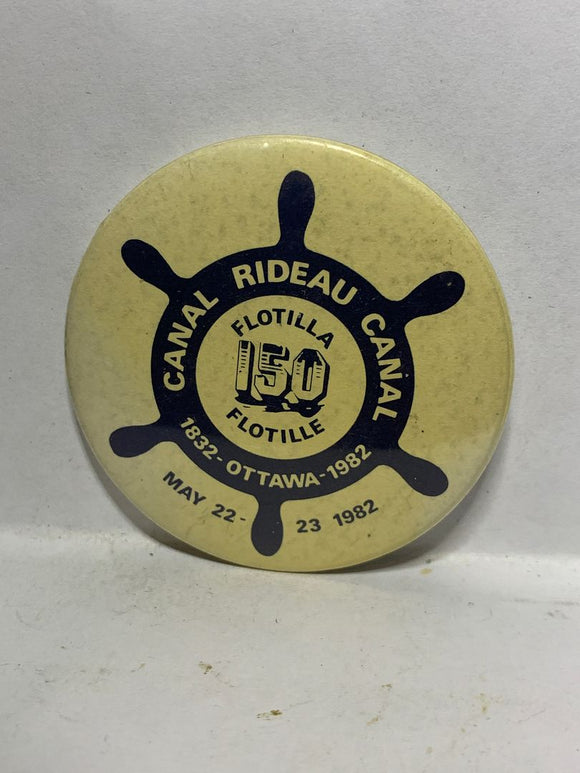 CANAL RIDEAU CANAL
FLOTILLA
150
FLOTILLE
1832-OTTAWA-1982
MAY 22-23 1982